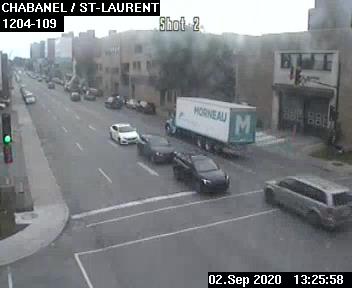 CHABANEL / ST-LAURENT
1204-109
Shot 2
MORNEAU
M
02.Sep 2020 13:25:58